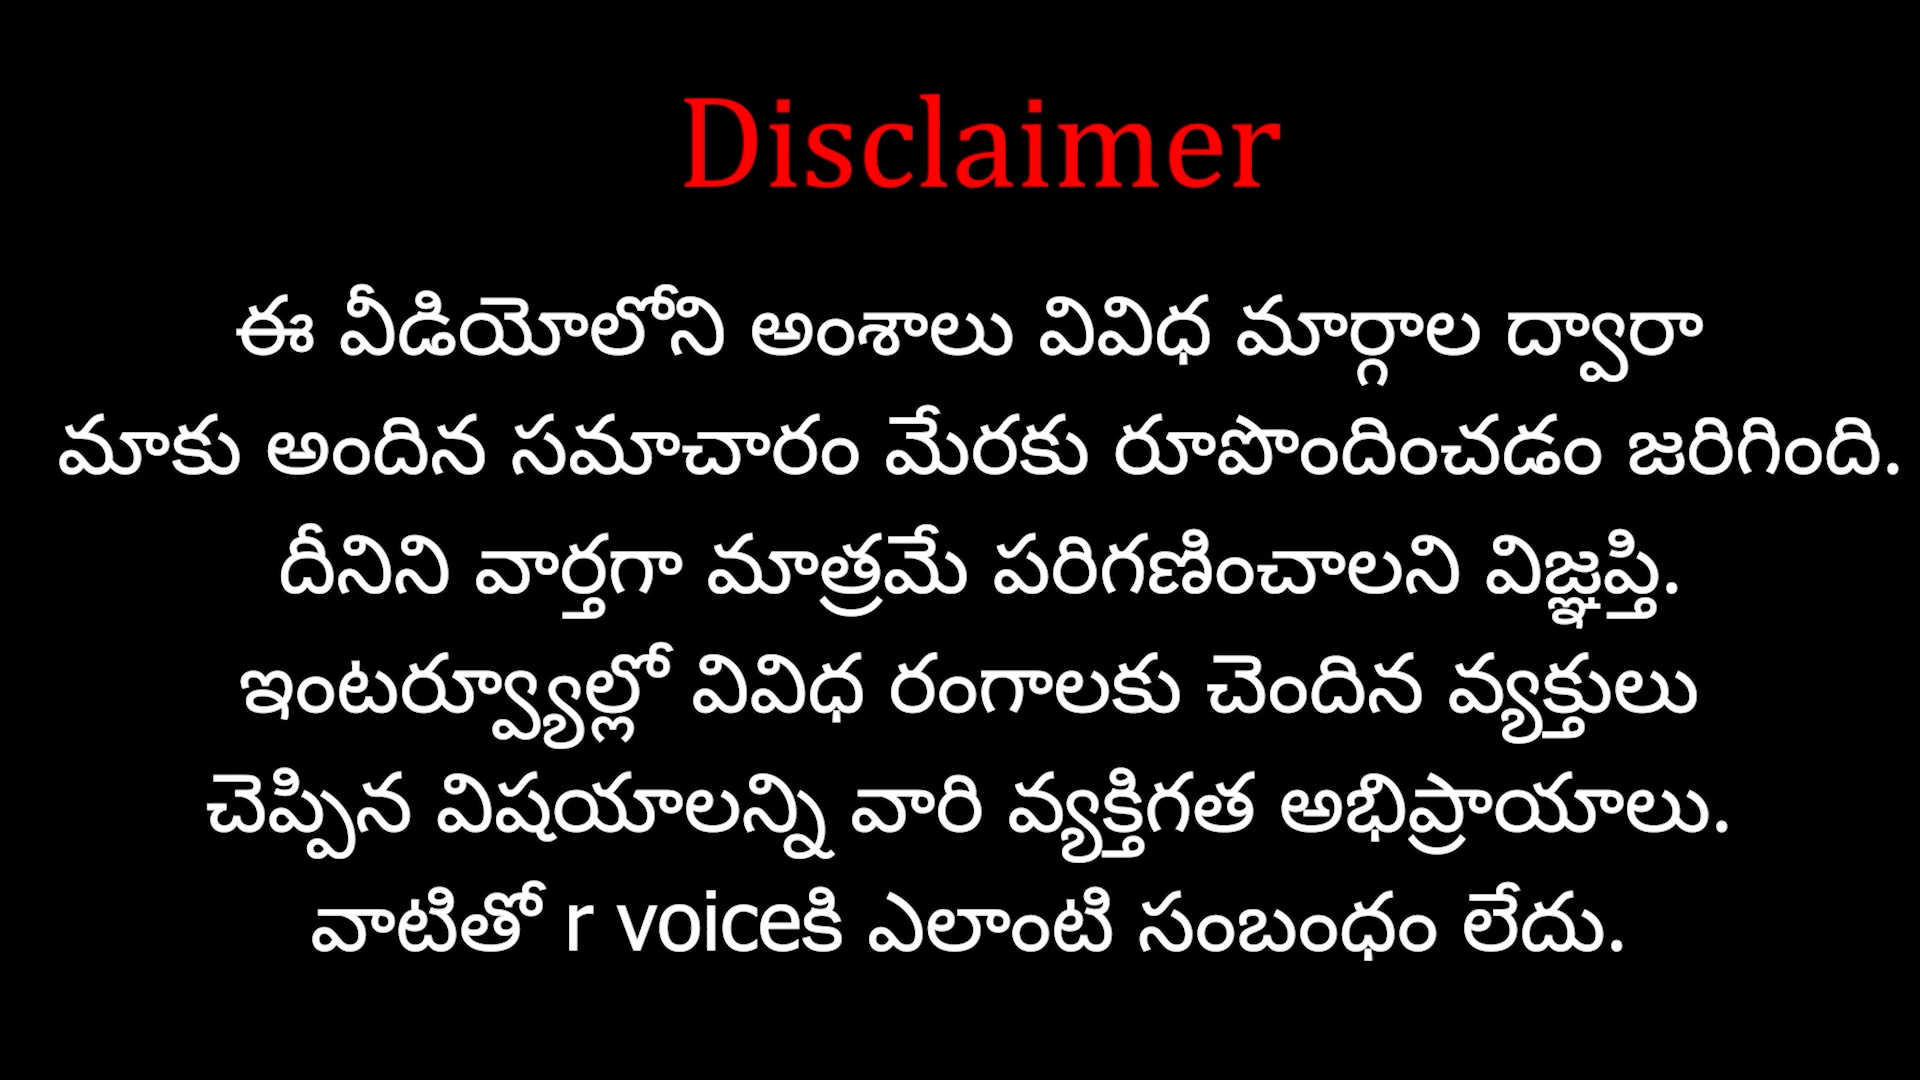 Disclaimer
ఈ వీడియోలోని అంశాలు వివిధ మార్గాల ద్వారా
మాకు అందిన సమాచారం మేరకు రూపొందించడం జరిగింది.
దీనిని వార్తగా మాత్రమే పరిగణించాలని విజ్ఞప్తి.
ఇంటర్వ్యూల్లో వివిధ రంగాలకు చెందిన వ్యక్తులు
చెప్పిన విషయాలన్ని వారి వ్యక్తిగత అభిప్రాయాలు.
వాటితో r voiceకి ఎలాంటి సంబంధం లేదు.